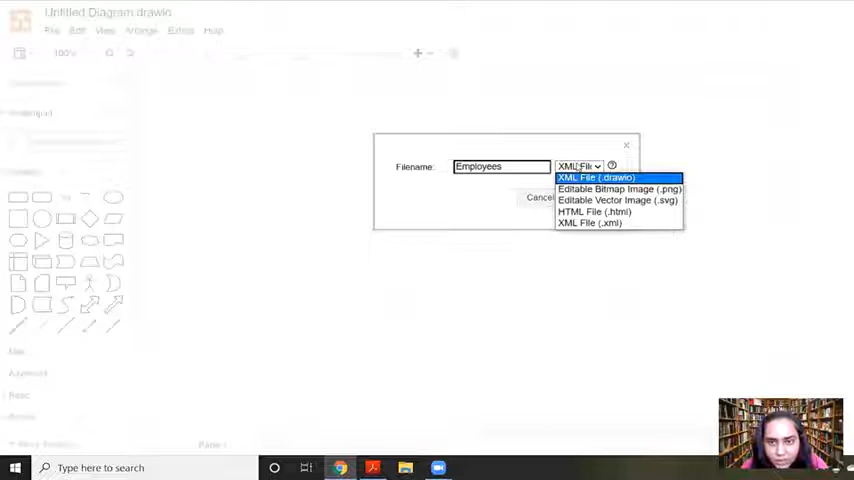 Untitled Diagram.drawio
File Edit View Arrange Extras Help
100%
Filename: Employees XML File
XML File (.drawio)
Editable Bitmap Image (.png)
Editable Vector Image (.svg)
HTML File (.html)
XML File (.xml)
Cancel
Type here to search